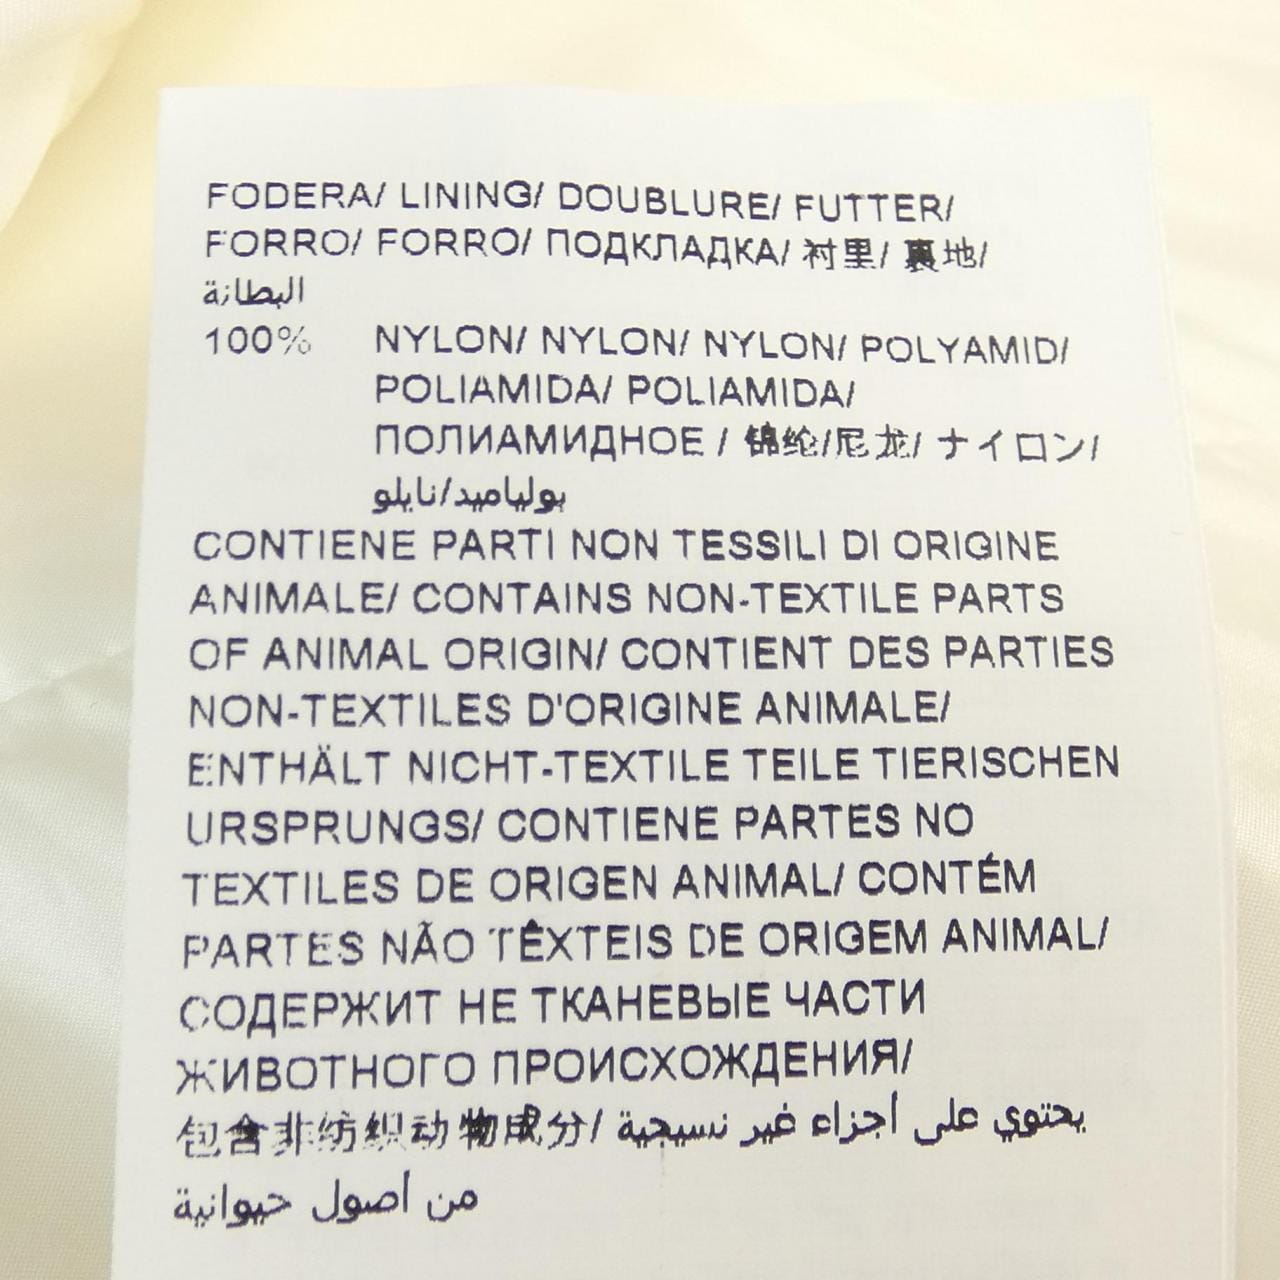 FODERA/ LINING/ DOUBLURE/ FUTTER/
FORRO/ FORRO/ ПОДКЛАДКА/ 衬里/ 裏地/
البطانة
100% NYLON/ NYLON/ NYLON/ POLYAMID/
POLIAMIDA/ POLIAMIDA/
ПОЛИАМИДНОЕ / 锦纶/尼龙/ ナイロン/
بولياميد/نايلو
CONTIENE PARTI NON TESSILI DI ORIGINE
ANIMALE/ CONTAINS NON-TEXTILE PARTS
OF ANIMAL ORIGIN/ CONTIENT DES PARTIES
NON-TEXTILES D'ORIGINE ANIMALE/
ENTHÄLT NICHT-TEXTILE TEILE TIERISCHEN
URSPRUNGS/ CONTIENE PARTES NO
TEXTILES DE ORIGEN ANIMAL/ CONTÉM
PARTES NÃO TÊXTEIS DE ORIGEM ANIMAL/
СОДЕРЖИТ НЕ ТКАНЕВЫЕ ЧАСТИ
ЖИВОТНОГО ПРОИСХОЖДЕНИЯ/
包含非纺织动物成分/ يحتوي على أجزاء غير نسيجية
من أصول حيوانية